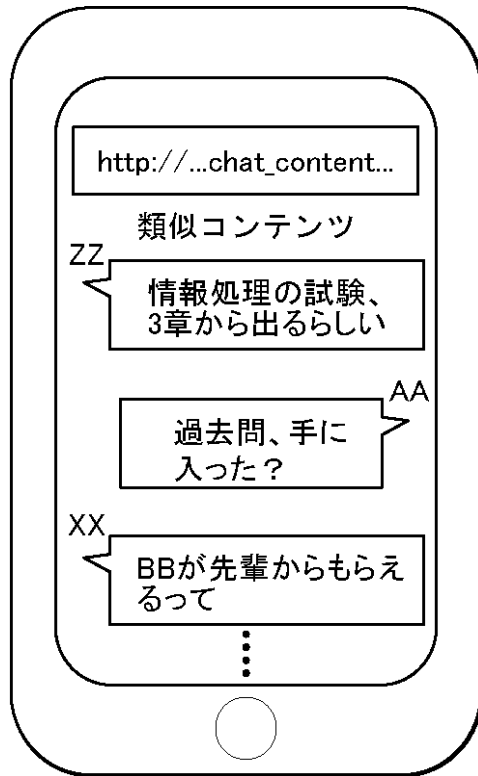 http://...chat_content...
類似コンテンツ
ZZ
情報処理の試験、
3章から出るらしい
AA
過去問、手に
入った?
XX
BBが先輩からもらえ
るって